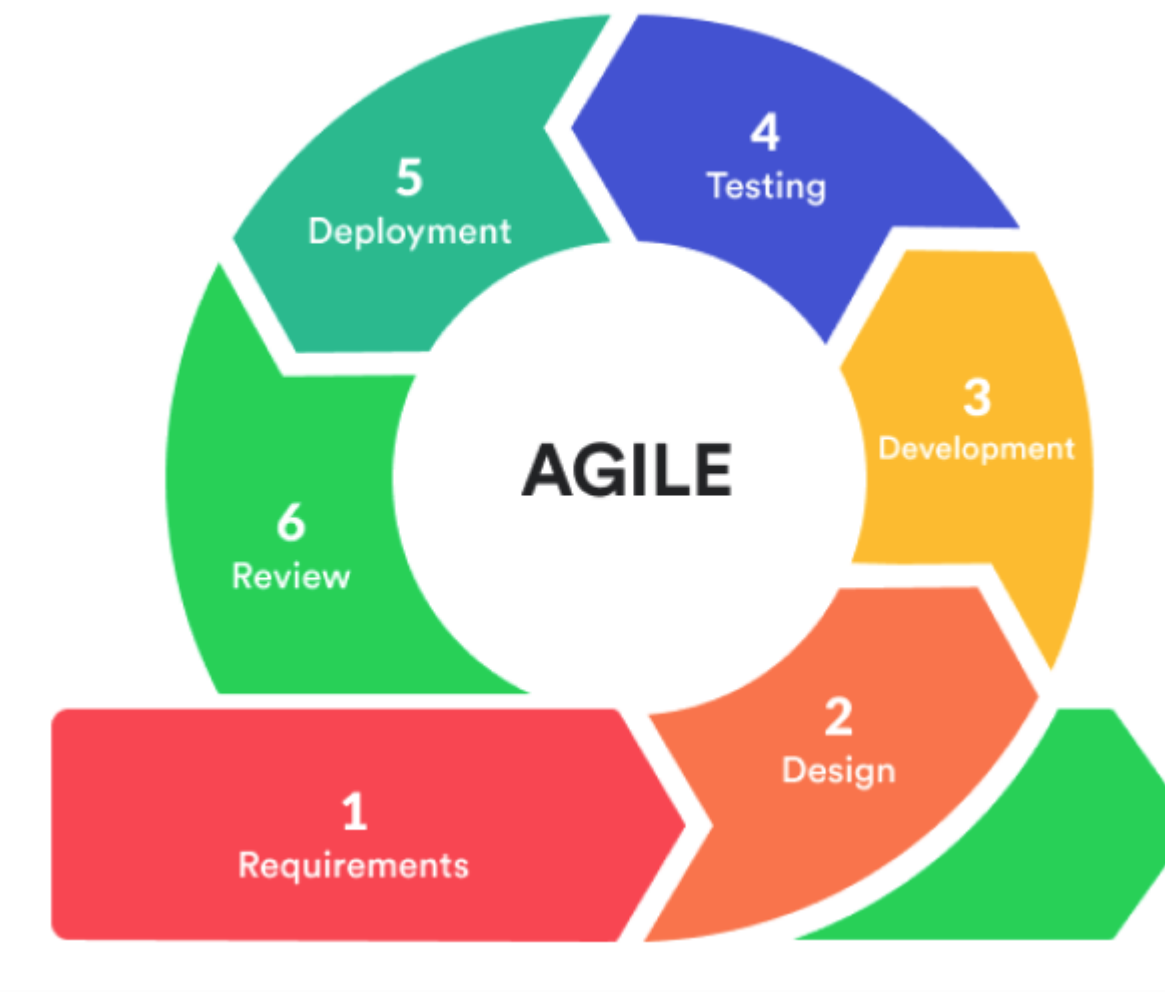 1
Requirements
2
Design
3
Development
4
Testing
5
Deployment
6
Review
AGILE